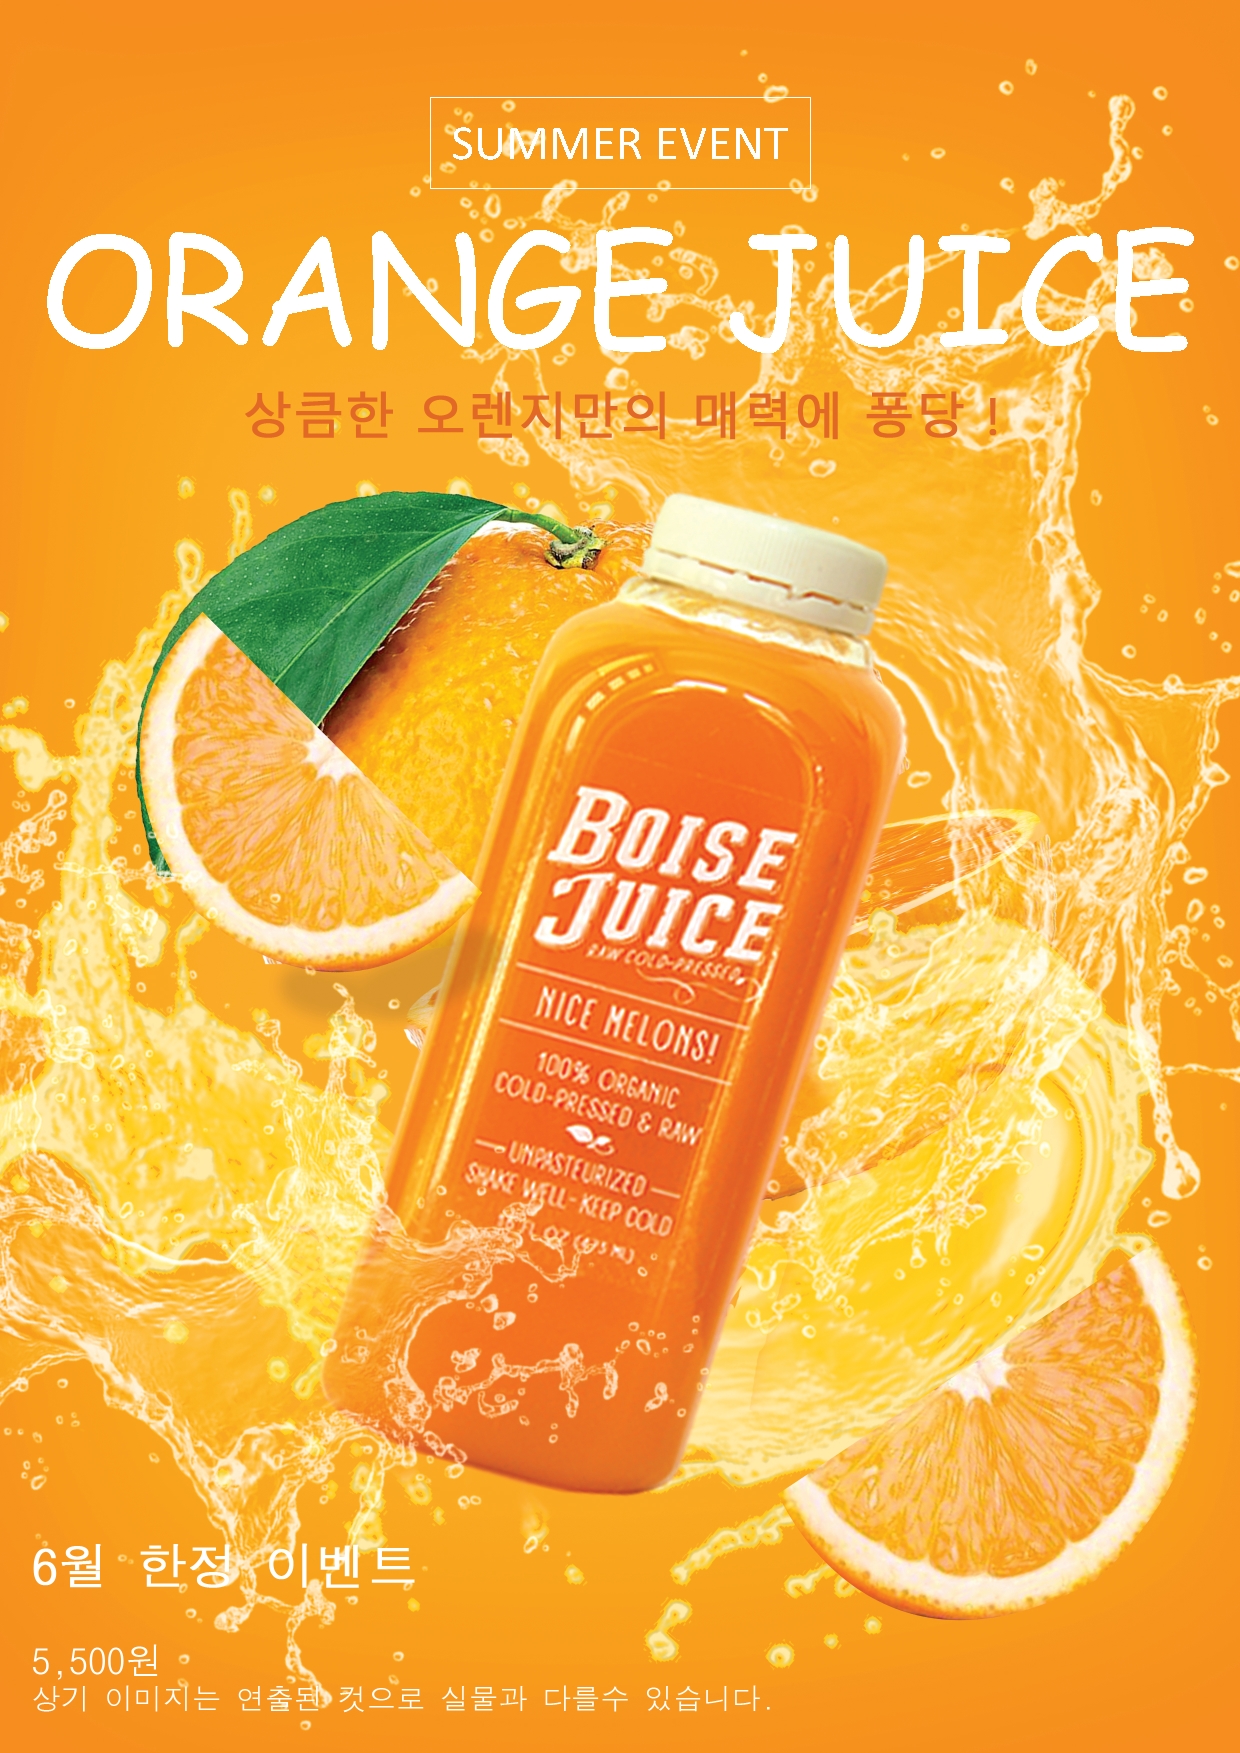 SUMMER EVENT
ORANGE JUICE
상큼한 오렌지만의 매력에 퐁당 !
BOISE
JUICE
RAW COLD-PRESSED
NICE MELONS!
100% ORGANIC
COLD-PRESSED & RAW
UNPASTEURIZED
SHAKE WELL - KEEP COLD
OZ (473 ML)
6월 한정 이벤트
5,500원
상기 이미지는 연출된 컷으로 실물과 다를수 있습니다.